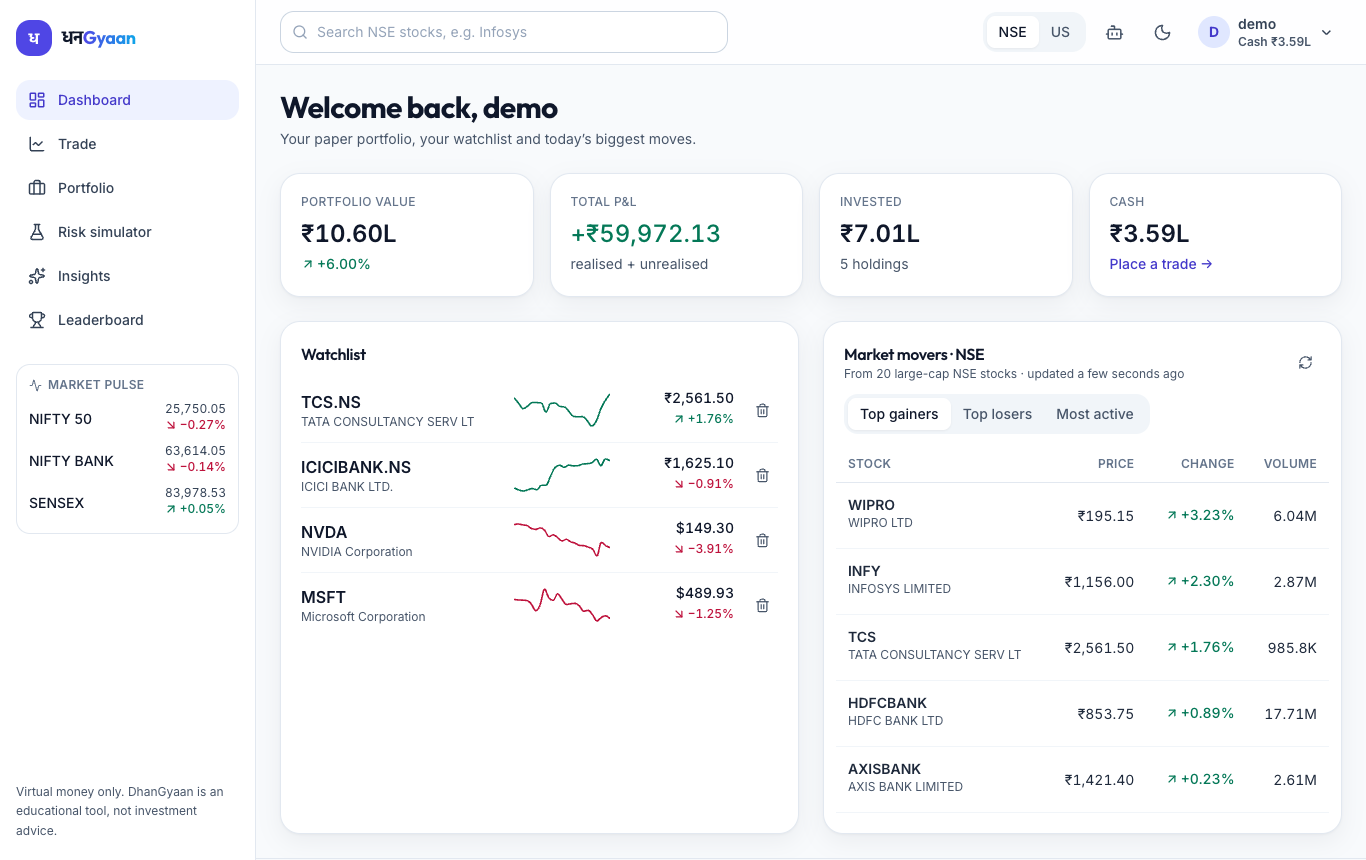 ध
धनGyaan
Search NSE stocks, e.g. Infosys
NSE
US
D
demo
Cash ₹3.59L
Dashboard
Trade
Portfolio
Risk simulator
Insights
Leaderboard
MARKET PULSE
NIFTY 50
25,750.05
−0.27%
NIFTY BANK
63,614.05
−0.14%
SENSEX
83,978.53
+0.05%
Virtual money only. DhanGyaan is an
educational tool, not investment
advice.
Welcome back, demo
Your paper portfolio, your watchlist and today’s biggest moves.
PORTFOLIO VALUE
₹10.60L
+6.00%
TOTAL P&L
+₹59,972.13
realised + unrealised
INVESTED
₹7.01L
5 holdings
CASH
₹3.59L
Place a trade →
Watchlist
TCS.NS
TATA CONSULTANCY SERV LT
₹2,561.50
+1.76%
ICICIBANK.NS
ICICI BANK LTD.
₹1,625.10
−0.91%
NVDA
NVIDIA Corporation
$149.30
−3.91%
MSFT
Microsoft Corporation
$489.93
−1.25%
Market movers · NSE
From 20 large-cap NSE stocks · updated a few seconds ago
Top gainers
Top losers
Most active
STOCK PRICE CHANGE VOLUME
WIPRO
WIPRO LTD
₹195.15 +3.23% 6.04M
INFY
INFOSYS LIMITED
₹1,156.00 +2.30% 2.87M
TCS
TATA CONSULTANCY SERV LT
₹2,561.50 +1.76% 985.8K
HDFCBANK
HDFC BANK LTD
₹853.75 +0.89% 17.71M
AXISBANK
AXIS BANK LIMITED
₹1,421.40 +0.23% 2.61M